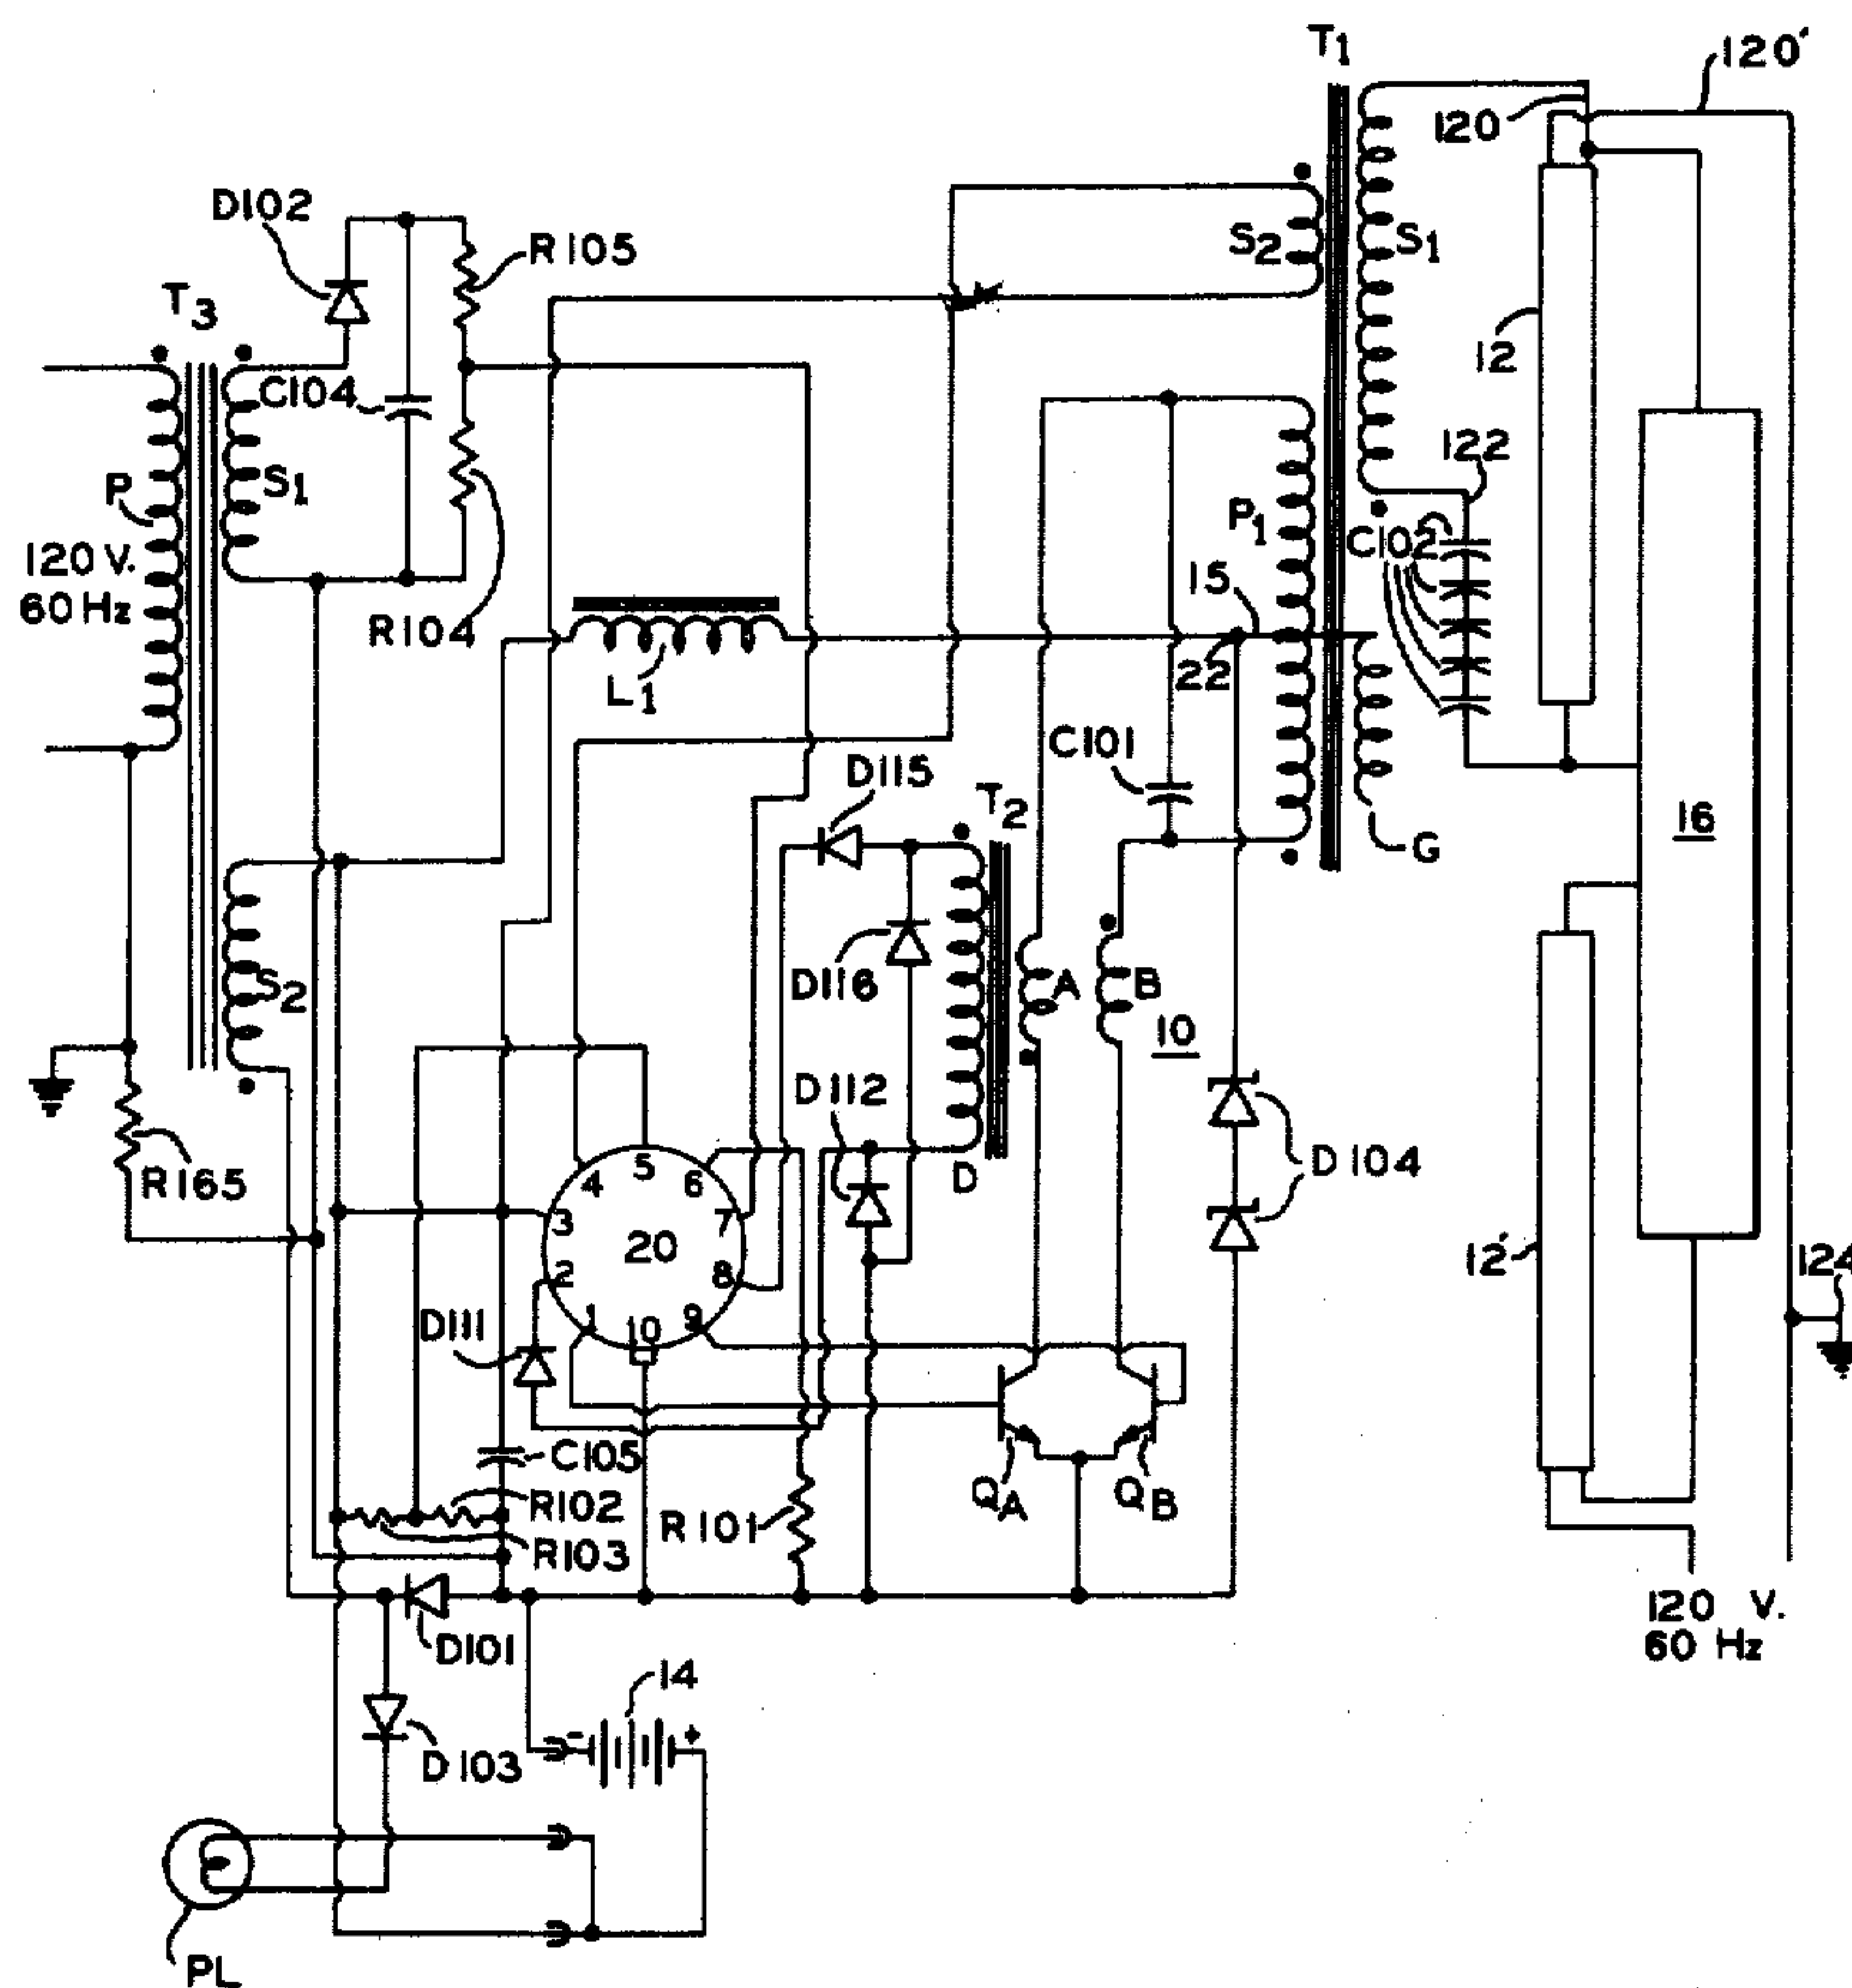 T1
120'
120
D102
R105
S2
S1
T3
12
C104
122
P
S1
P1
C102
120 V.
60 Hz
15
R104
L1
22
C101
D115
T2
16
G
S2
D116
A
B
10
D112
D104
R165
4
5
6
D
3
20
7
2
8
12'
124
1
10
9
D111
C105
QA
QB
R102
R101
R103
120 V.
60 Hz
D101
14
-
+
D103
PL